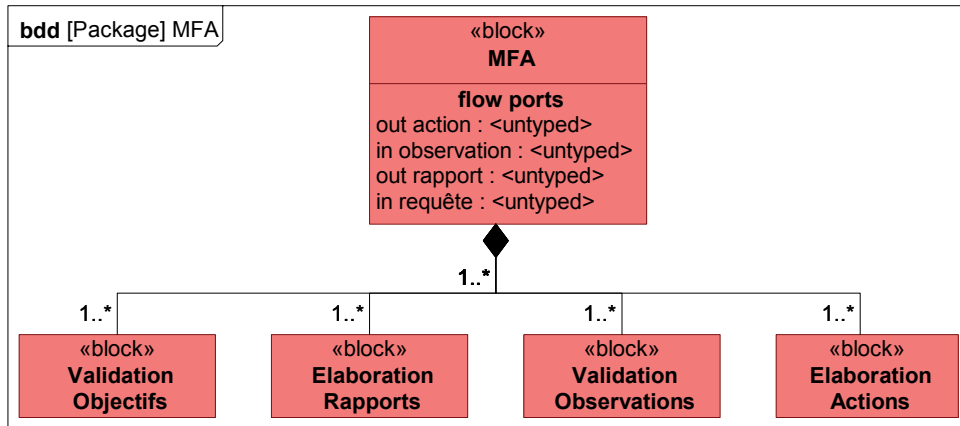 bdd [Package] MFA
«block»
MFA
flow ports
out action : <untyped>
in observation : <untyped>
out rapport : <untyped>
in requête : <untyped>
1..*
1..*
1..*
1..*
1..*
«block»
Validation
Objectifs
«block»
Elaboration
Rapports
«block»
Validation
Observations
«block»
Elaboration
Actions